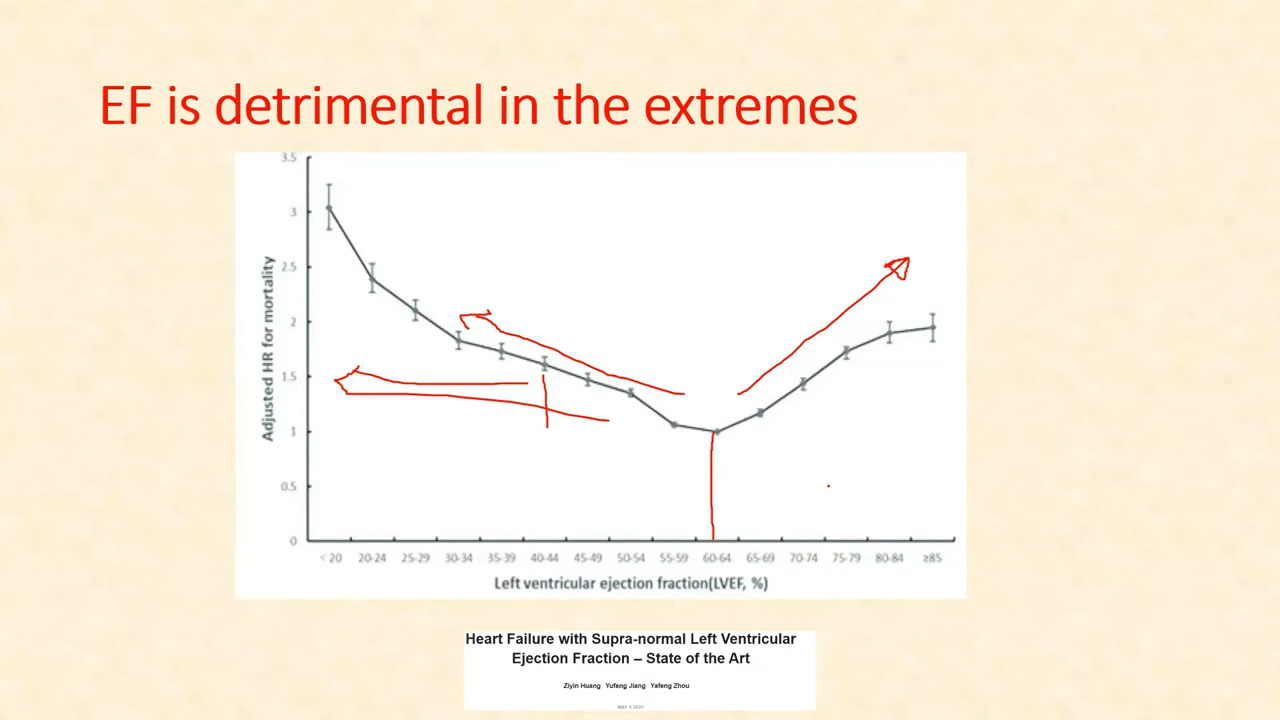 EF is detrimental in the extremes
3.5
3
2.5
2
1.5
1
0.5
0
Adjusted HR for mortality
< 20 20-24 25-29 30-34 35-39 40-44 45-49 50-54 55-59 60-64 65-69 70-74 75-79 80-84 ≥85
Left ventricular ejection fraction(LVEF, %)
Heart Failure with Supra-normal Left Ventricular
Ejection Fraction – State of the Art
Ziyin Huang Yufeng Jiang Yafeng Zhou